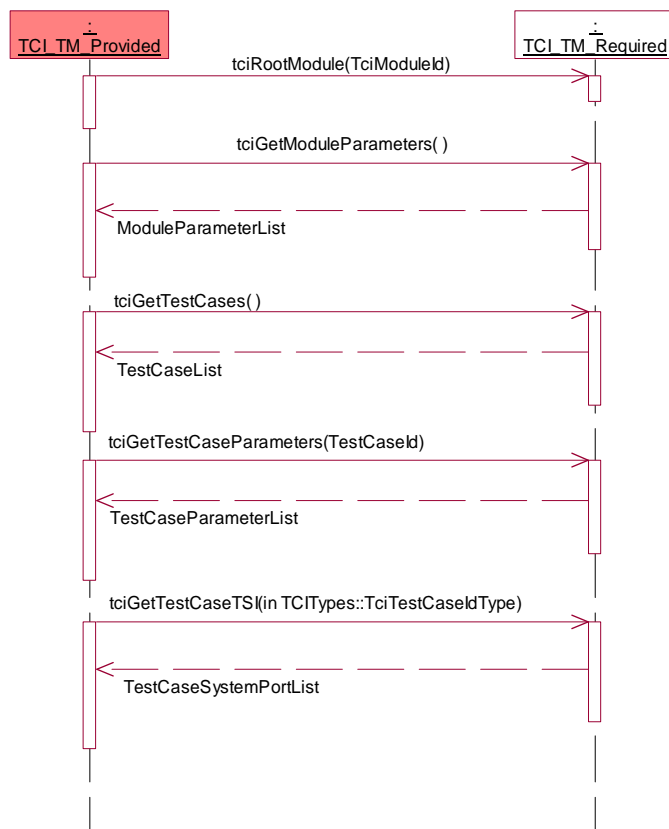 :
TCI_TM_Provided
:
TCI_TM_Required
tciRootModule(TciModuleId)
tciGetModuleParameters( )
ModuleParameterList
tciGetTestCases( )
TestCaseList
tciGetTestCaseParameters(TestCaseId)
TestCaseParameterList
tciGetTestCaseTSI(in TCITypes::TciTestCaseIdType)
TestCaseSystemPortList